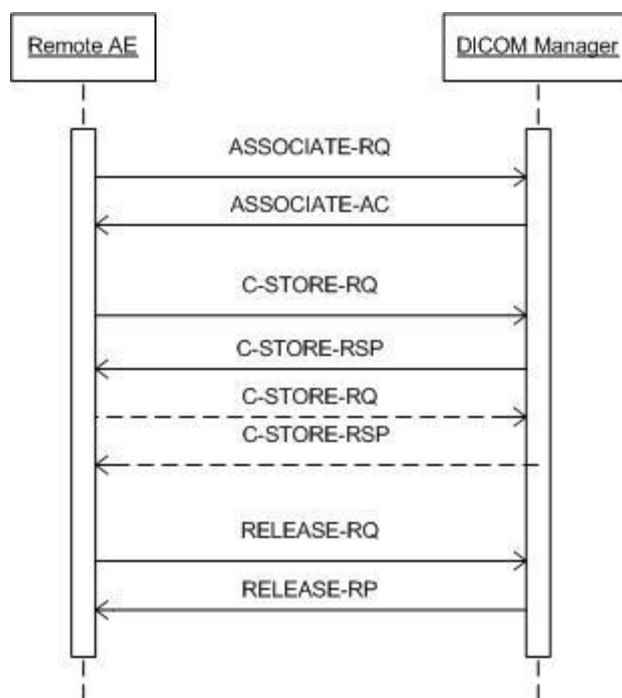 Remote AE
DICOM Manager
ASSOCIATE-RQ
ASSOCIATE-AC
C-STORE-RQ
C-STORE-RSP
C-STORE-RQ
C-STORE-RSP
RELEASE-RQ
RELEASE-RP